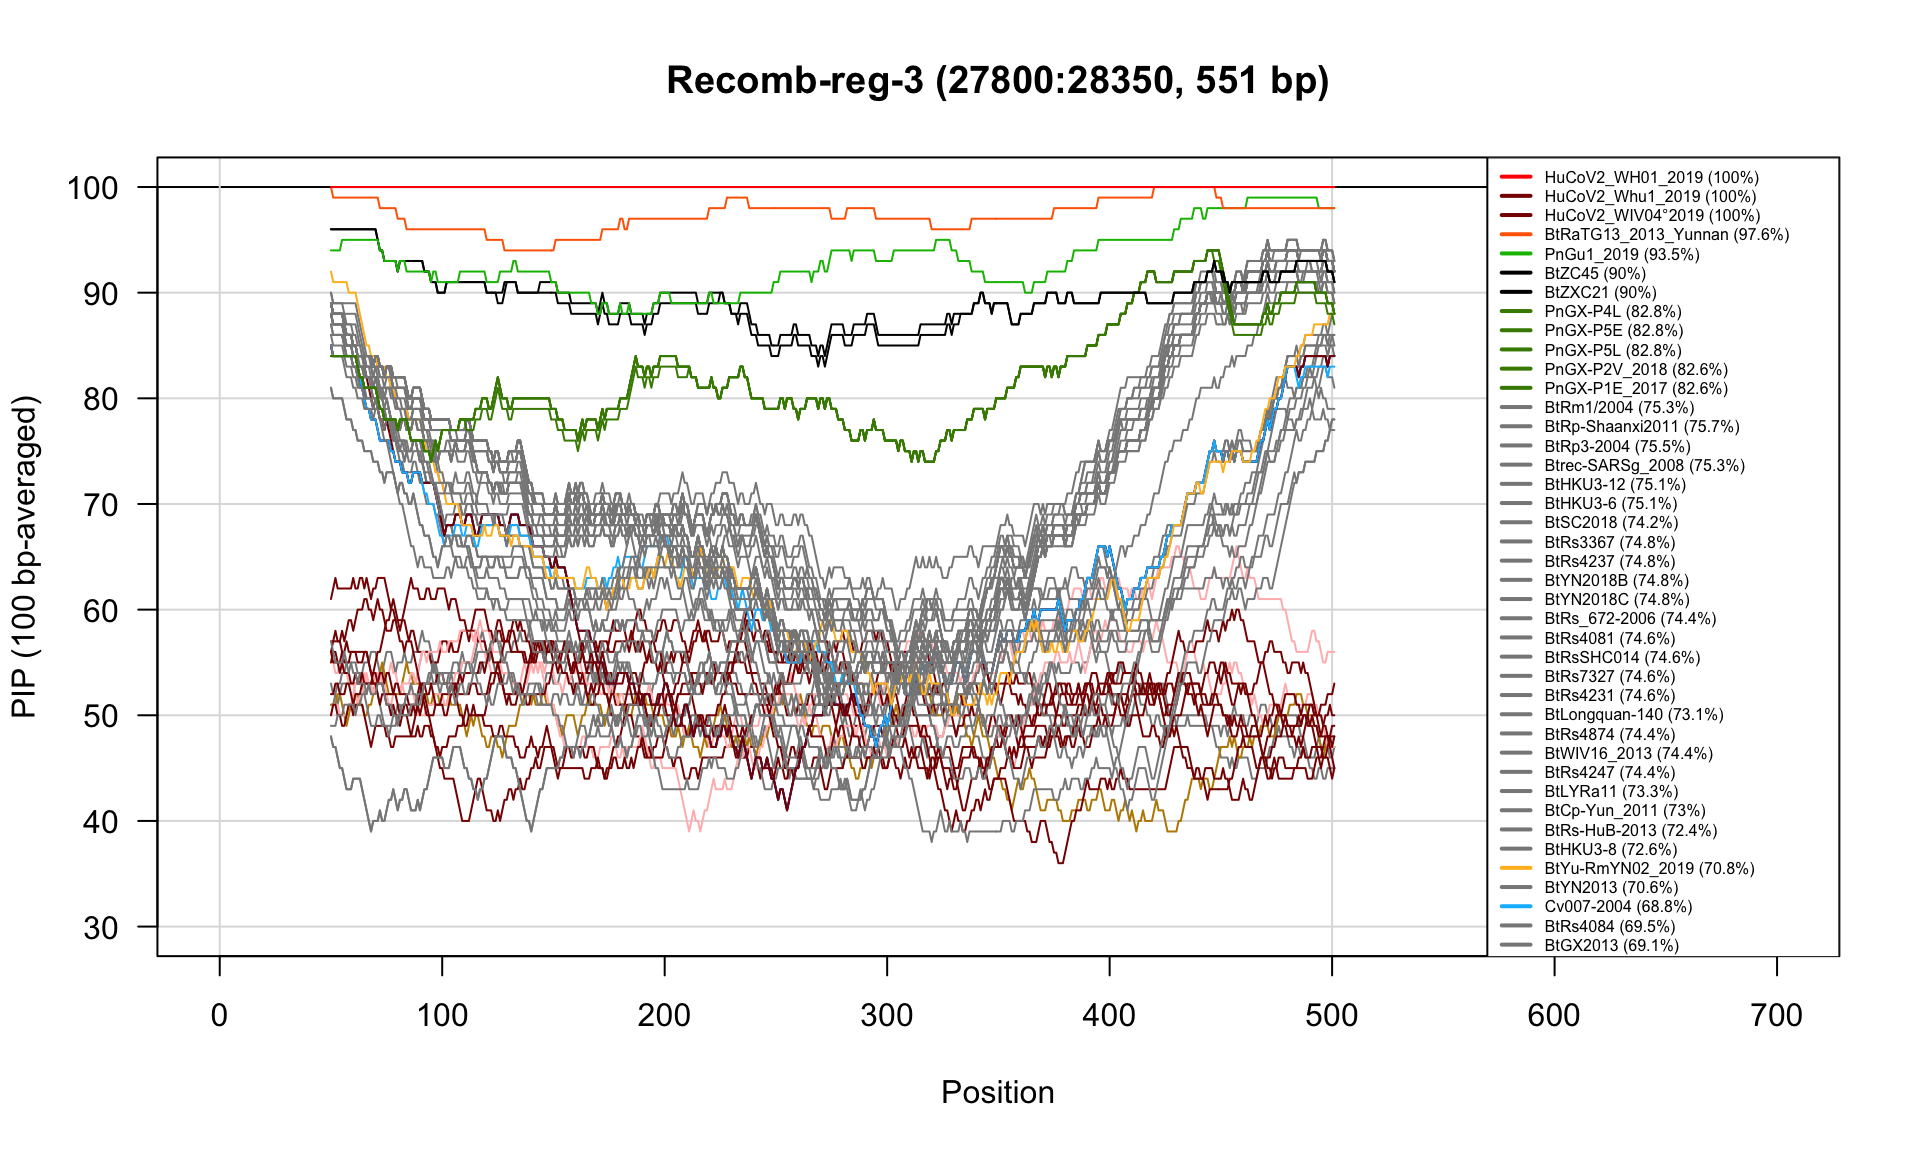 Recomb-reg-3 (27800:28350, 551 bp)
PIP (100 bp-averaged)
100
90
80
70
60
50
40
30
HuCoV2_WH01_2019 (100%)
HuCoV2_Whu1_2019 (100%)
HuCoV2_WIV04°2019 (100%)
BtRaTG13_2013_Yunnan (97.6%)
PnGu1_2019 (93.5%)
BtZC45 (90%)
BtZXC21 (90%)
PnGX-P4L (82.8%)
PnGX-P5E (82.8%)
PnGX-P5L (82.8%)
PnGX-P2V_2018 (82.6%)
PnGX-P1E_2017 (82.6%)
BtRm1/2004 (75.3%)
BtRp-Shaanxi2011 (75.7%)
BtRp3-2004 (75.5%)
Btrec-SARSg_2008 (75.3%)
BtHKU3-12 (75.1%)
BtHKU3-6 (75.1%)
BtSC2018 (74.2%)
BtRs3367 (74.8%)
BtRs4237 (74.8%)
BtYN2018B (74.8%)
BtYN2018C (74.8%)
BtRs_672-2006 (74.4%)
BtRs4081 (74.6%)
BtRsSHC014 (74.6%)
BtRs7327 (74.6%)
BtRs4231 (74.6%)
BtLongquan-140 (73.1%)
BtRs4874 (74.4%)
BtWIV16_2013 (74.4%)
BtRs4247 (74.4%)
BtLYRa11 (73.3%)
BtCp-Yun_2011 (73%)
BtRs-HuB-2013 (72.4%)
BtHKU3-8 (72.6%)
BtYu-RmYN02_2019 (70.8%)
BtYN2013 (70.6%)
Cv007-2004 (68.8%)
BtRs4084 (69.5%)
BtGX2013 (69.1%)
0 100 200 300 400 500 600 700
Position